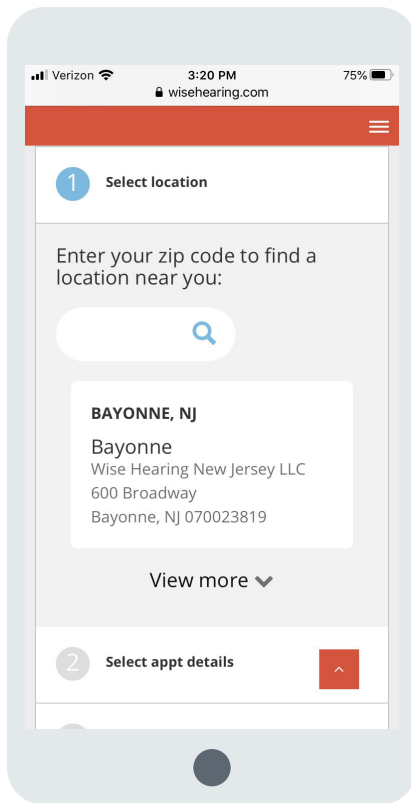 Verizon 3:20 PM 75%
wisehearing.com
1 Select location
Enter your zip code to find a
location near you:
BAYONNE, NJ
Bayonne
Wise Hearing New Jersey LLC
600 Broadway
Bayonne, NJ 070023819
View more
2 Select appt details